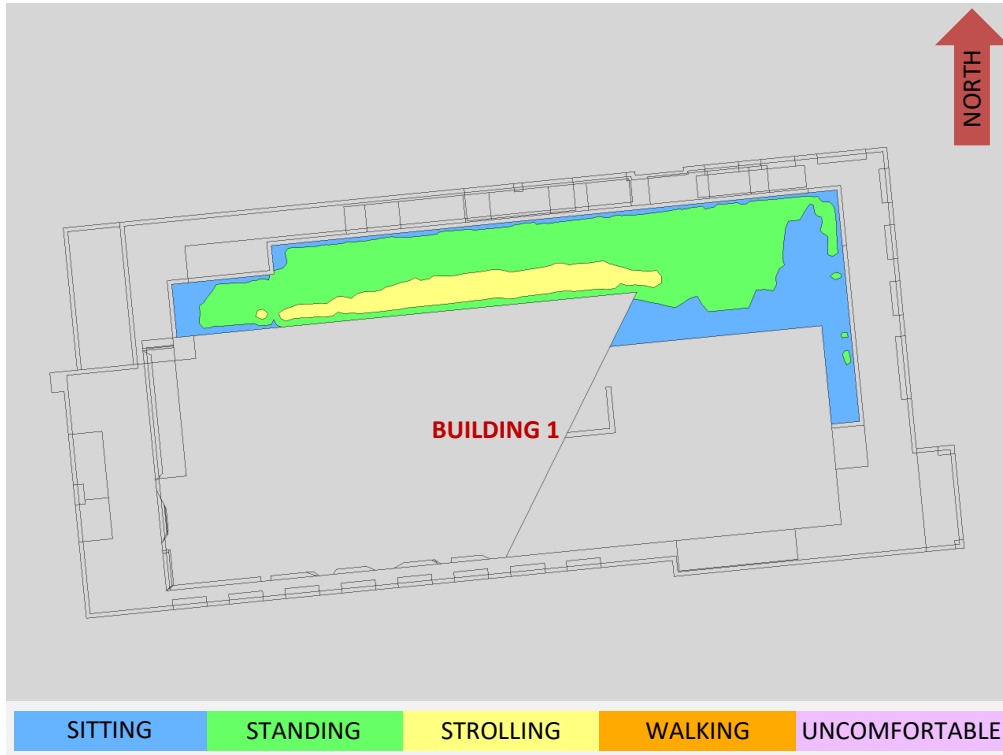 NORTH
BUILDING 1
SITTING
STANDING
STROLLING
WALKING
UNCOMFORTABLE